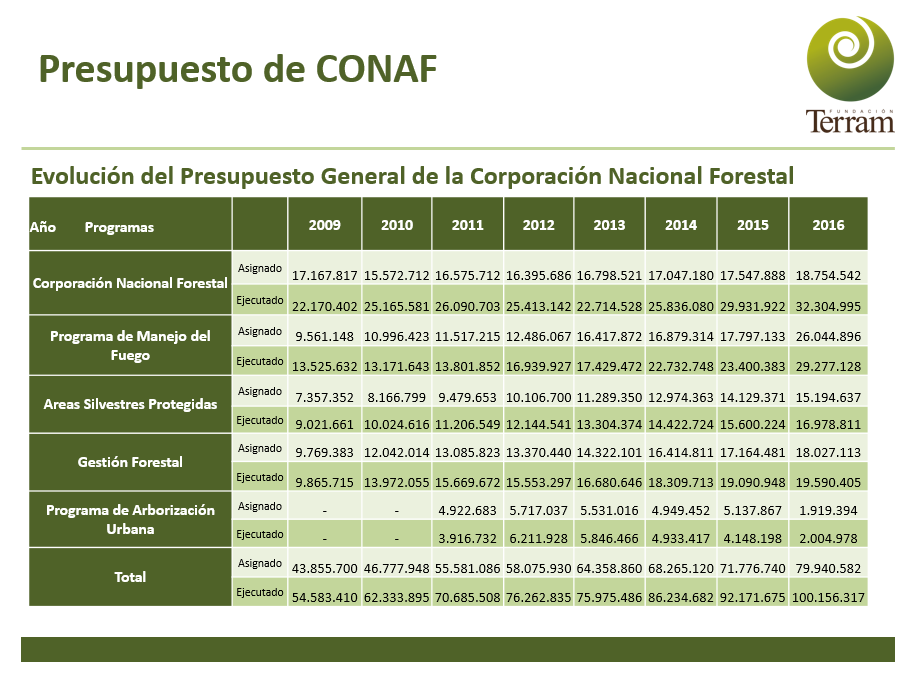 Presupuesto de CONAF
FUNDACIÓN
Terram
Evolución del Presupuesto General de la Corporación Nacional Forestal
Año Programas 2009 2010 2011 2012 2013 2014 2015 2016
Corporación Nacional Forestal
Asignado 17.167.817 15.572.712 16.575.712 16.395.686 16.798.521 17.047.180 17.547.888 18.754.542
Ejecutado 22.170.402 25.165.581 26.090.703 25.413.142 22.714.528 25.836.080 29.931.922 32.304.995
Programa de Manejo del
Fuego
Asignado 9.561.148 10.996.423 11.517.215 12.486.067 16.417.872 16.879.314 17.797.133 26.044.896
Ejecutado 13.525.632 13.171.643 13.801.852 16.939.927 17.429.472 22.732.748 23.400.383 29.277.128
Areas Silvestres Protegidas
Asignado 7.357.352 8.166.799 9.479.653 10.106.700 11.289.350 12.974.363 14.129.371 15.194.637
Ejecutado 9.021.661 10.024.616 11.206.549 12.144.541 13.304.374 14.422.724 15.600.224 16.978.811
Gestión Forestal
Asignado 9.769.383 12.042.014 13.085.823 13.370.440 14.322.101 16.414.811 17.164.481 18.027.113
Ejecutado 9.865.715 13.972.055 15.669.672 15.553.297 16.680.646 18.309.713 19.090.948 19.590.405
Programa de Arborización
Urbana
Asignado - - 4.922.683 5.717.037 5.531.016 4.949.452 5.137.867 1.919.394
Ejecutado - - 3.916.732 6.211.928 5.846.466 4.933.417 4.148.198 2.004.978
Total
Asignado 43.855.700 46.777.948 55.581.086 58.075.930 64.358.860 68.265.120 71.776.740 79.940.582
Ejecutado 54.583.410 62.333.895 70.685.508 76.262.835 75.975.486 86.234.682 92.171.675 100.156.317